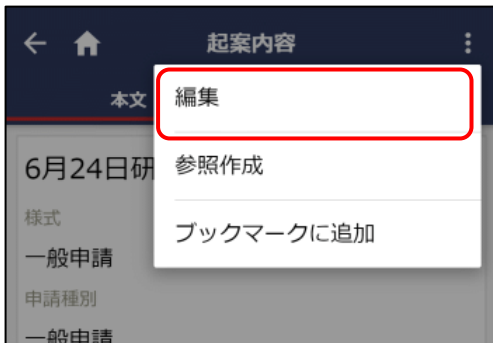 起案内容
本文
編集
参照作成
ブックマークに追加
6月24日研
様式
一般申請
申請種別
一般申請